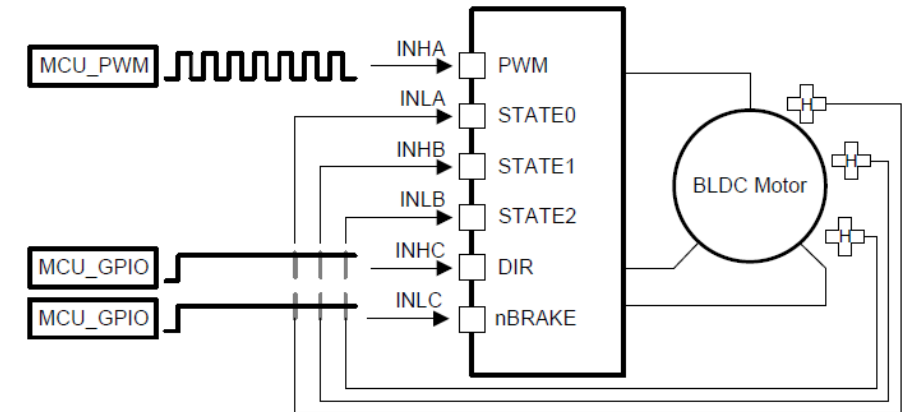 MCU_PWM
INHA
PWM
INLA
STATE0
H
INHB
STATE1
H
BLDC Motor
INLB
STATE2
H
MCU_GPIO
INHC
DIR
MCU_GPIO
INLC
nBRAKE